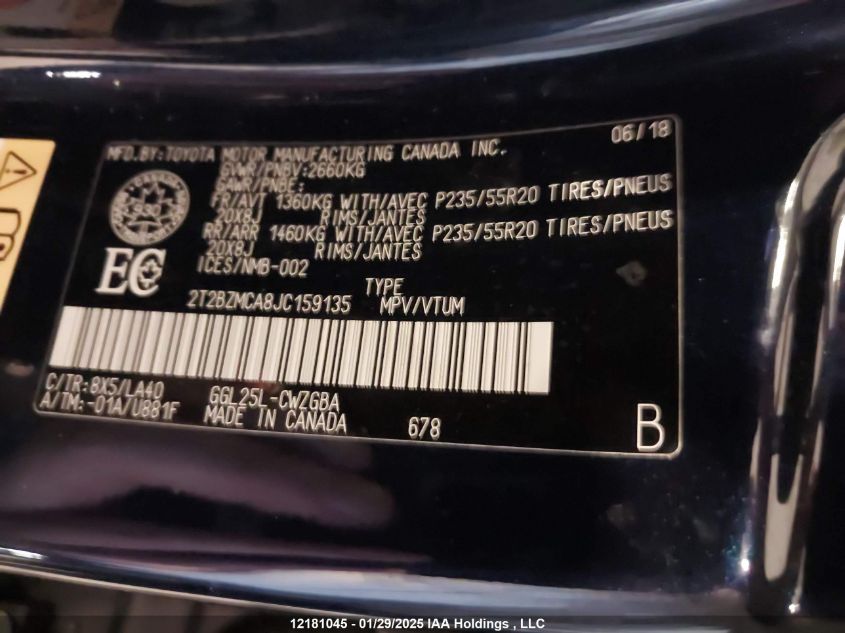 06/18
MFD.BY:TOYOTA MOTOR MANUFACTURING CANADA INC.
GVWR/PNBV:2660KG
GAWR/PNBE:
FR/AVT 1360KG WITH/AVEC P235/55R20 TIRES/PNEUS
20X8J RIMS/JANTES
RR/ARR 1460KG WITH/AVEC P235/55R20 TIRES/PNEUS
20X8J RIMS/JANTES
ICES/NMB-002
EC
TYPE
2T2BZMCA8JC159135 MPV/VTUM
C/TR:8X5/LA40 GGL25L-CWZGBA
A/TM:-01A/U881F MADE IN CANADA 678
B
12181045 - 01/29/2025 IAA Holdings , LLC